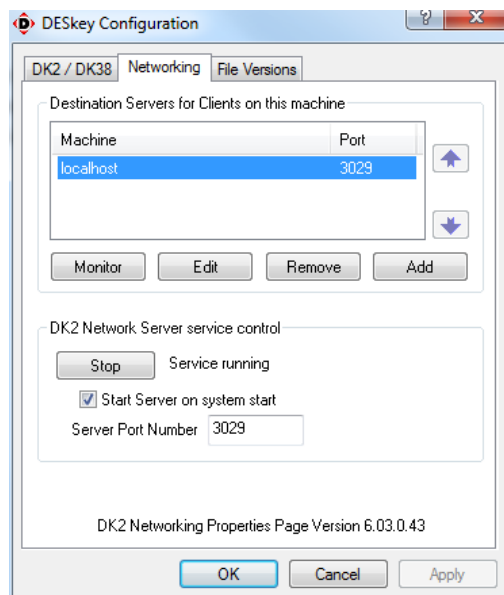 DESkey Configuration
DK2 / DK38 Networking File Versions
Destination Servers for Clients on this machine
Machine Port
localhost 3029
Monitor Edit Remove Add
DK2 Network Server service control
Stop Service running
Start Server on system start
Server Port Number 3029
DK2 Networking Properties Page Version 6.03.0.43
OK Cancel Apply